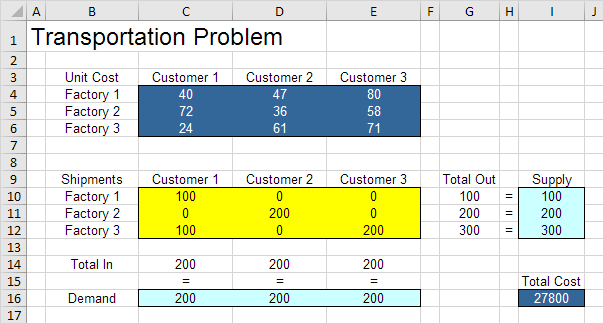 A B C D E F G H I J
1 Transportation Problem
2
3 Unit Cost Customer 1 Customer 2 Customer 3
4 Factory 1 40 47 80
5 Factory 2 72 36 58
6 Factory 3 24 61 71
7
8
9 Shipments Customer 1 Customer 2 Customer 3 Total Out Supply
10 Factory 1 100 0 0 100 = 100
11 Factory 2 0 200 0 200 = 200
12 Factory 3 100 0 200 300 = 300
13
14 Total In 200 200 200
15 = = = Total Cost
16 Demand 200 200 200 27800
17